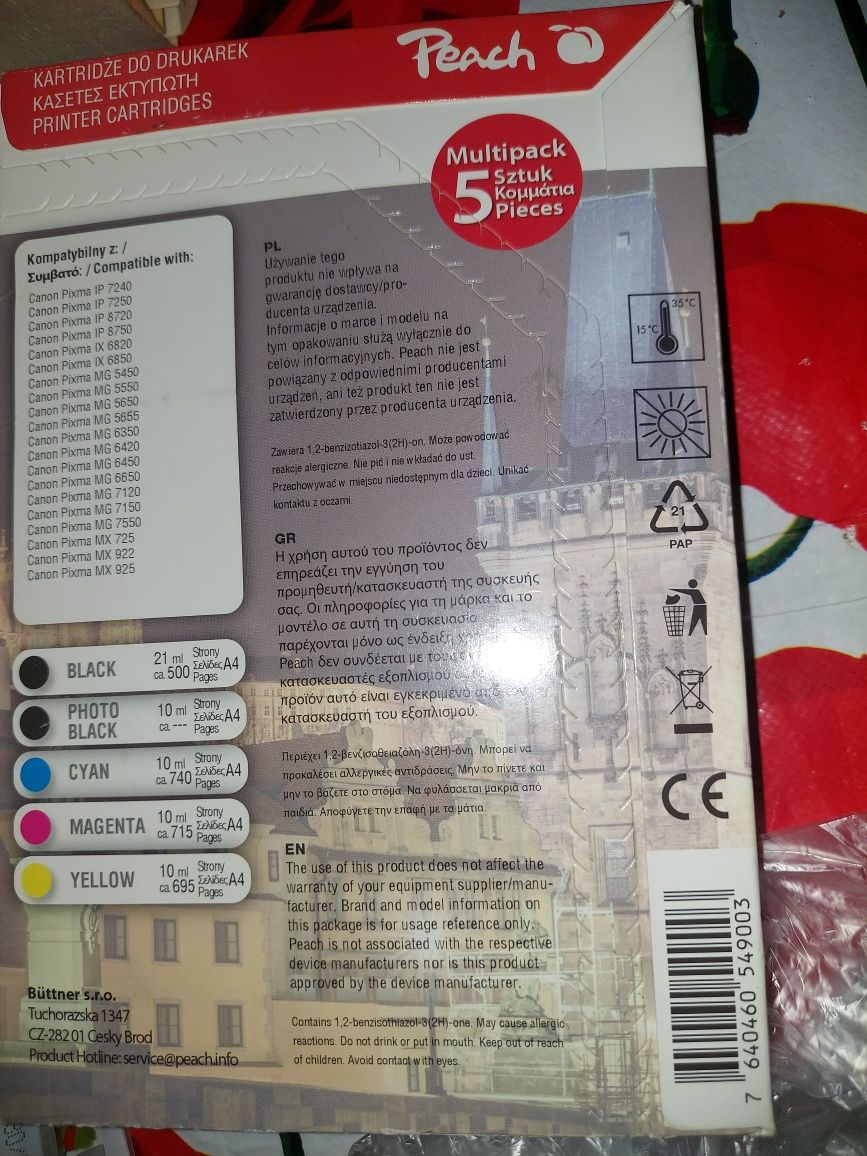 KARTRIDŻE DO DRUKAREK
ΚΑΣΕΤΕΣ ΕΚΤΥΠΩΤΗ
PRINTER CARTRIDGES
Peach
Multipack
5 Sztuk
Κομμάτια
Pieces
Kompatybilny z: /
Συμβατό: / Compatible with:
Canon Pixma IP 7240
Canon Pixma IP 7250
Canon Pixma IP 8720
Canon Pixma IP 8750
Canon Pixma IX 6820
Canon Pixma IX 6850
Canon Pixma MG 5450
Canon Pixma MG 5550
Canon Pixma MG 5650
Canon Pixma MG 5655
Canon Pixma MG 6350
Canon Pixma MG 6420
Canon Pixma MG 6450
Canon Pixma MG 6650
Canon Pixma MG 7120
Canon Pixma MG 7150
Canon Pixma MG 7550
Canon Pixma MX 725
Canon Pixma MX 922
Canon Pixma MX 925
BLACK 21 ml ca. 500 Strony Σελίδες A4 Pages
PHOTO BLACK 10 ml ca --- Strony Σελίδες A4 Pages
CYAN 10 ml ca. 740 Strony Σελίδες A4 Pages
MAGENTA 10 ml ca. 715 Strony Σελίδες A4 Pages
YELLOW 10 ml ca. 695 Strony Σελίδες A4 Pages
Büttner s.r.o.
Tuchorazska 1347
CZ-282 01 Cesky Brod
Product Hotline: service@peach.info
PL
Używanie tego
produktu nie wpływa na
gwarancję dostawcy/pro-
ducenta urządzenia.
Informacje o marce i modelu na
tym opakowaniu służą wyłącznie do
celów informacyjnych. Peach nie jest
powiązany z odpowiednimi producentami
urządzeń, ani też produkt ten nie jest
zatwierdzony przez producenta urządzenia.
Zawiera 1,2-benzizotiazol-3(2H)-on. Może powodować
reakcje alergiczne. Nie pić i nie wkładać do ust.
Przechowywać w miejscu niedostępnym dla dzieci. Unikać
kontaktu z oczami.
GR
Η χρήση αυτού του προϊόντος δεν
επηρεάζει την εγγύηση του
προμηθευτή/κατασκευαστή της συσκευής
σας. Οι πληροφορίες για τη μάρκα και το
μοντέλο σε αυτή τη συσκευασία
παρέχονται μόνο ως ένδειξη
Peach δεν συνδέεται με τους
κατασκευαστές εξοπλισμού
προϊόν αυτό είναι εγκεκριμένο
κατασκευαστή του εξοπλισμού.
Περιέχει 1,2-βενζισοθειαζολη-3(2H)-όνη. Μπορεί να
προκαλέσει αλλεργικές αντιδράσεις. Μην το πίνετε και
μην το βάζετε στο στόμα. Να φυλάσσεται μακριά από
παιδιά. Αποφύγετε την επαφή με τα μάτια.
EN
The use of this product does not affect the
warranty of your equipment supplier/manu-
facturer. Brand and model information on
this package is for usage reference only.
Peach is not associated with the respective
device manufacturers nor is this product
approved by the device manufacturer.
Contains 1,2-benzisothiazol-3(2H)-one. May cause allergic
reactions. Do not drink or put in mouth. Keep out of reach
of children. Avoid contact with eyes.
35°C
15°C
21
PAP
CE
7 640460 549003